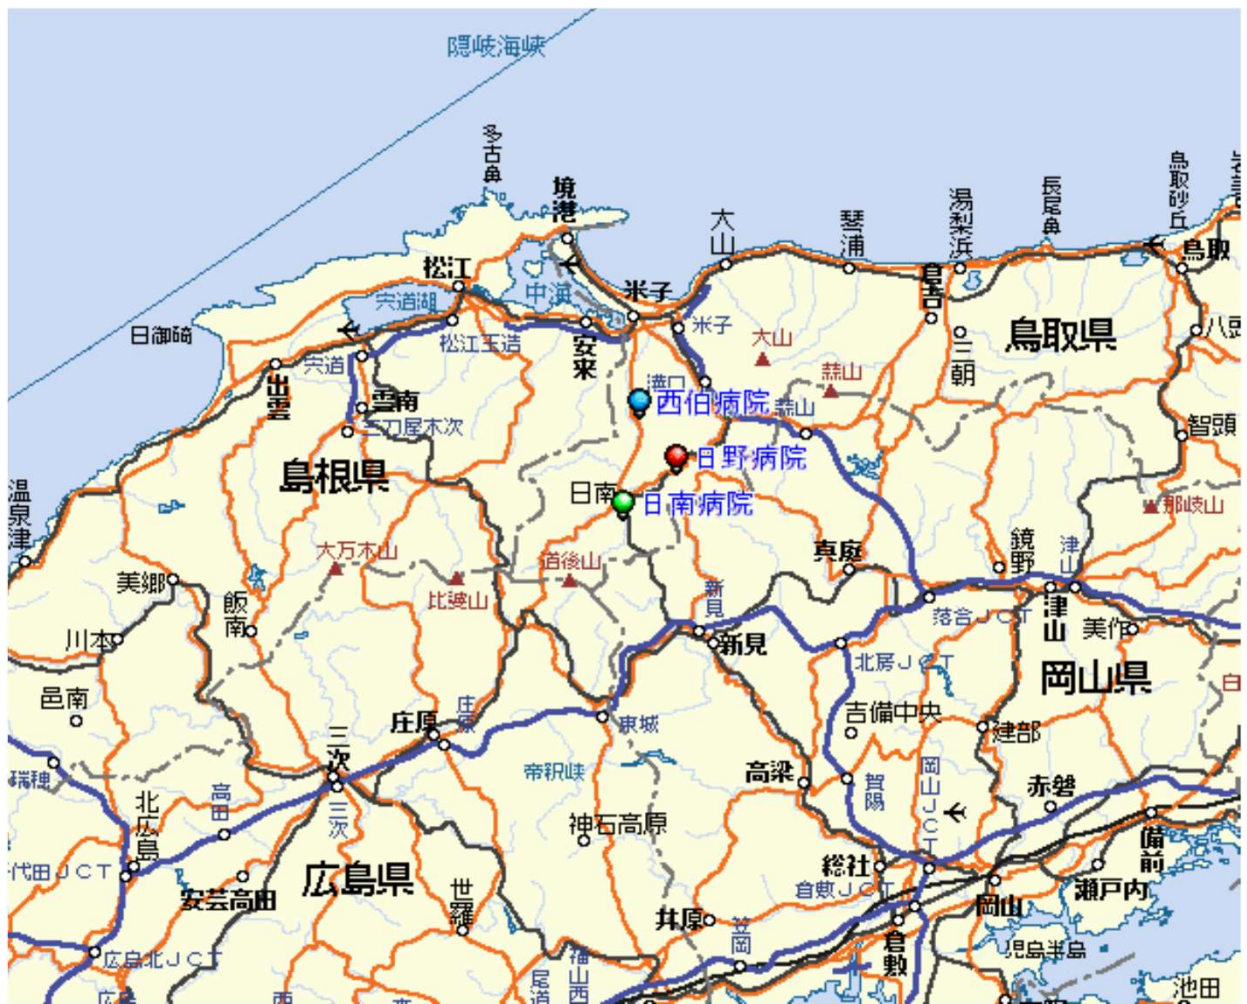 隠岐海峡
多古鼻
境港
大山
琴浦
湯梨浜
長尾鼻
鳥取砂丘
鳥取
松江
宍道湖
中海
米子
倉吉
日御碕
宍道
松江玉造
安来
米子
大山
蒜山
三朝
鳥取県
八頭
出雲
雲南
三刀屋木次
溝口
西伯病院
蒜山
智頭
島根県
日野病院
日南
日南病院
温泉津
大万木山
比婆山
道後山
真庭
鏡野
津山
那岐山
美郷
飯南
新見
落合JCT
津山
美作
川本
新見
北房JCT
岡山県
邑南
庄原
庄原
東城
吉備中央
建部
三次
瑞穂
帝釈峡
高梁
賀陽
岡山JCT
赤磐
北広島
高田
三次
神石高原
備前
代田JCT
安芸高田
広島県
世羅
総社
倉敷JCT
岡山
瀬戸内
井原
笠岡
倉敷
児島半島
広島北JCT
尾道
福山西
池田